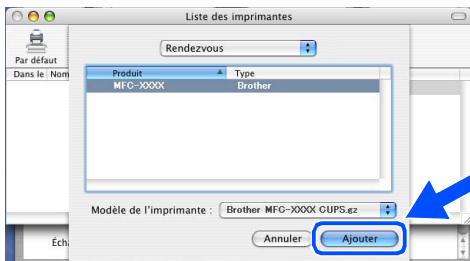 Liste des imprimantes
Par défaut
Rendezvous
Dans le Nom
Produit Type
MFC-XXXX Brother
Modèle de l'imprimante : Brother MFC-XXXX CUPS.gz
Éch
Annuler Ajouter